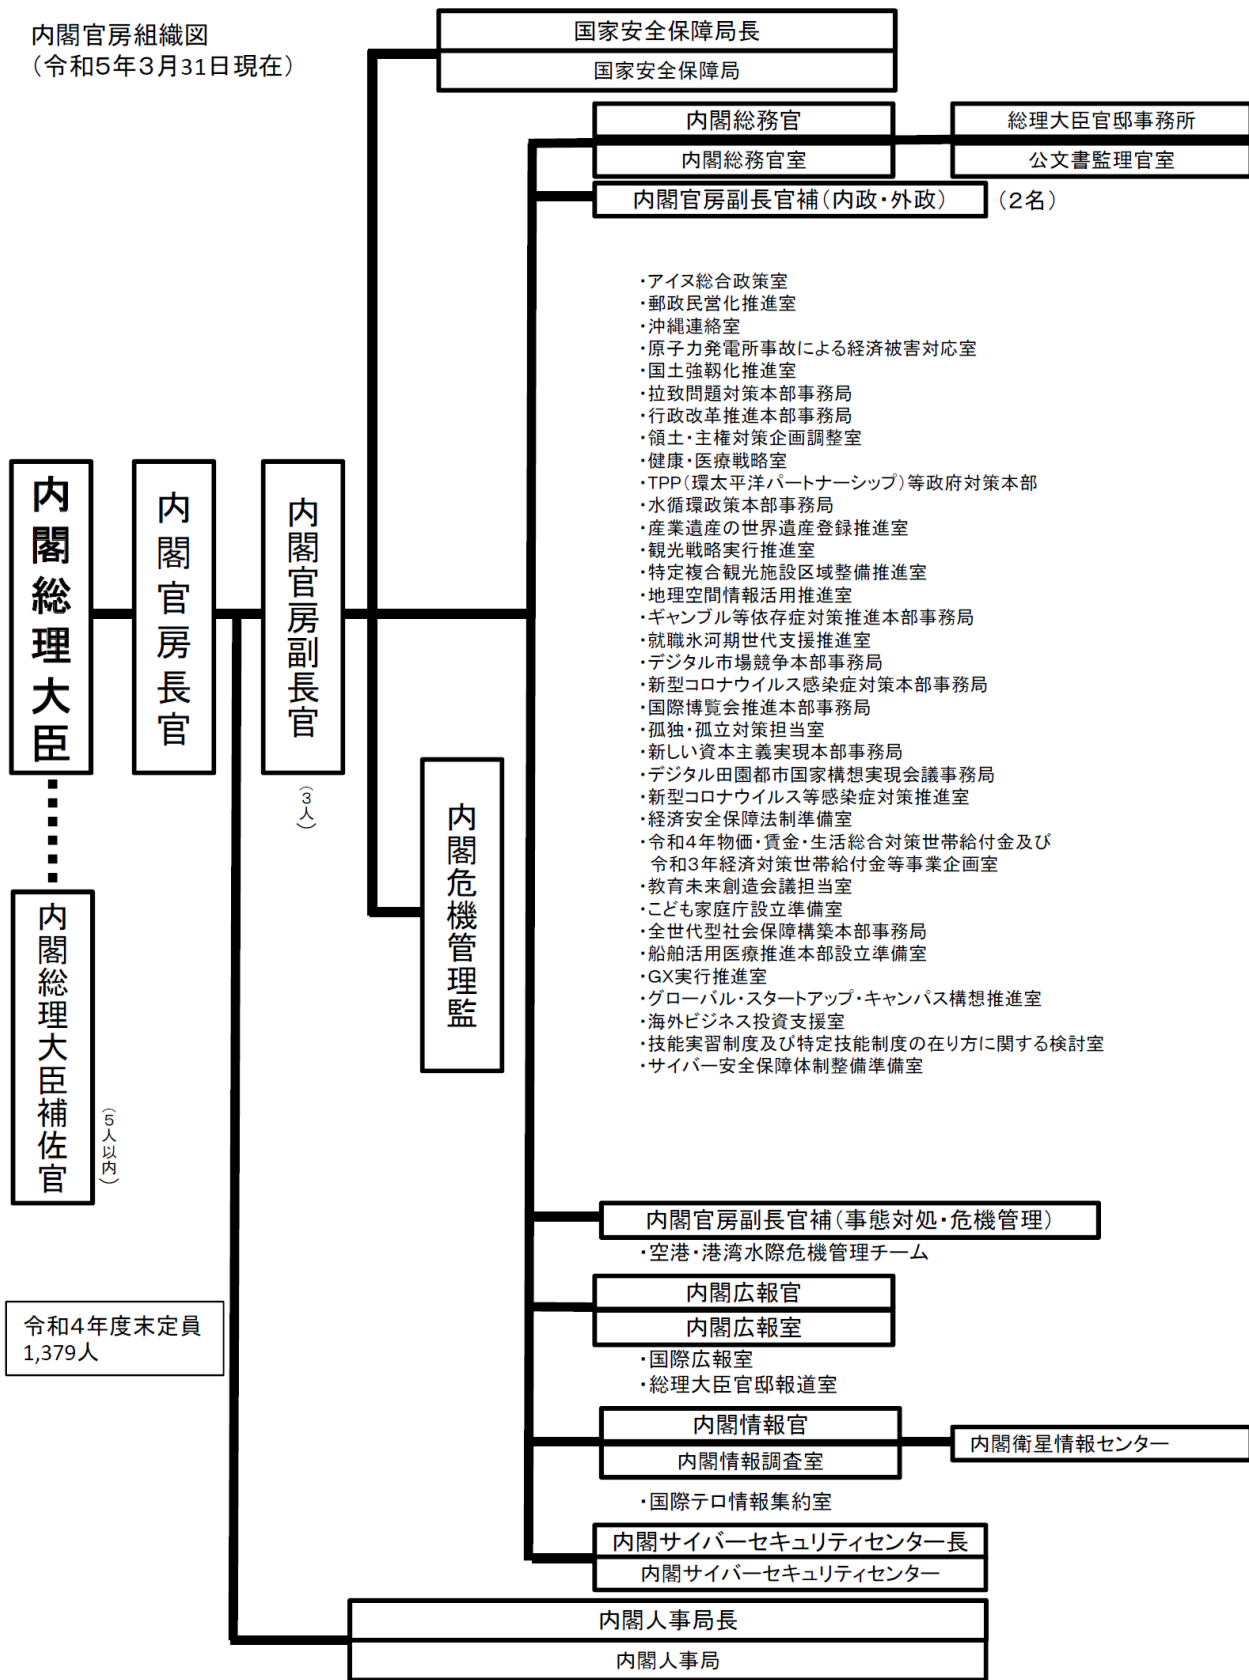 内閣官房組織図
（令和5年3月31日現在）
国家安全保障局長
国家安全保障局
内閣総務官
内閣総務官室
総理大臣官邸事務所
公文書監理官室
内閣官房副長官補（内政・外政）
（2名）
・アイヌ総合政策室
・郵政民営化推進室
・沖縄連絡室
・原子力発電所事故による経済被害対応室
・国土強靱化推進室
・拉致問題対策本部事務局
・行政改革推進本部事務局
・領土・主権対策企画調整室
・健康・医療戦略室
・TPP（環太平洋パートナーシップ）等政府対策本部
・水循環政策本部事務局
・産業遺産の世界遺産登録推進室
・観光戦略実行推進室
・特定複合観光施設区域整備推進室
・地理空間情報活用推進室
・ギャンブル等依存症対策推進本部事務局
・就職氷河期世代支援推進室
・デジタル市場競争本部事務局
・新型コロナウイルス感染症対策本部事務局
・国際博覧会推進本部事務局
・孤独・孤立対策担当室
・新しい資本主義実現本部事務局
・デジタル田園都市国家構想実現会議事務局
・新型コロナウイルス等感染症対策推進室
・経済安全保障法制準備室
・令和4年物価・賃金・生活総合対策世帯給付金及び
令和3年経済対策世帯給付金等事業企画室
・教育未来創造会議担当室
・こども家庭庁設立準備室
・全世代型社会保障構築本部事務局
・船舶活用医療推進本部設立準備室
・GX実行推進室
・グローバル・スタートアップ・キャンパス構想推進室
・海外ビジネス投資支援室
・技能実習制度及び特定技能制度の在り方に関する検討室
・サイバー安全保障体制整備準備室
内閣総理大臣
内閣官房長官
内閣官房副長官
（3人）
内閣危機管理監
内閣総理大臣補佐官
（5人以内）
内閣官房副長官補（事態対処・危機管理）
・空港・港湾水際危機管理チーム
内閣広報官
内閣広報室
・国際広報室
・総理大臣官邸報道室
令和4年度末定員
1,379人
内閣情報官
内閣情報調査室
内閣衛星情報センター
・国際テロ情報集約室
内閣サイバーセキュリティセンター長
内閣サイバーセキュリティセンター
内閣人事局長
内閣人事局